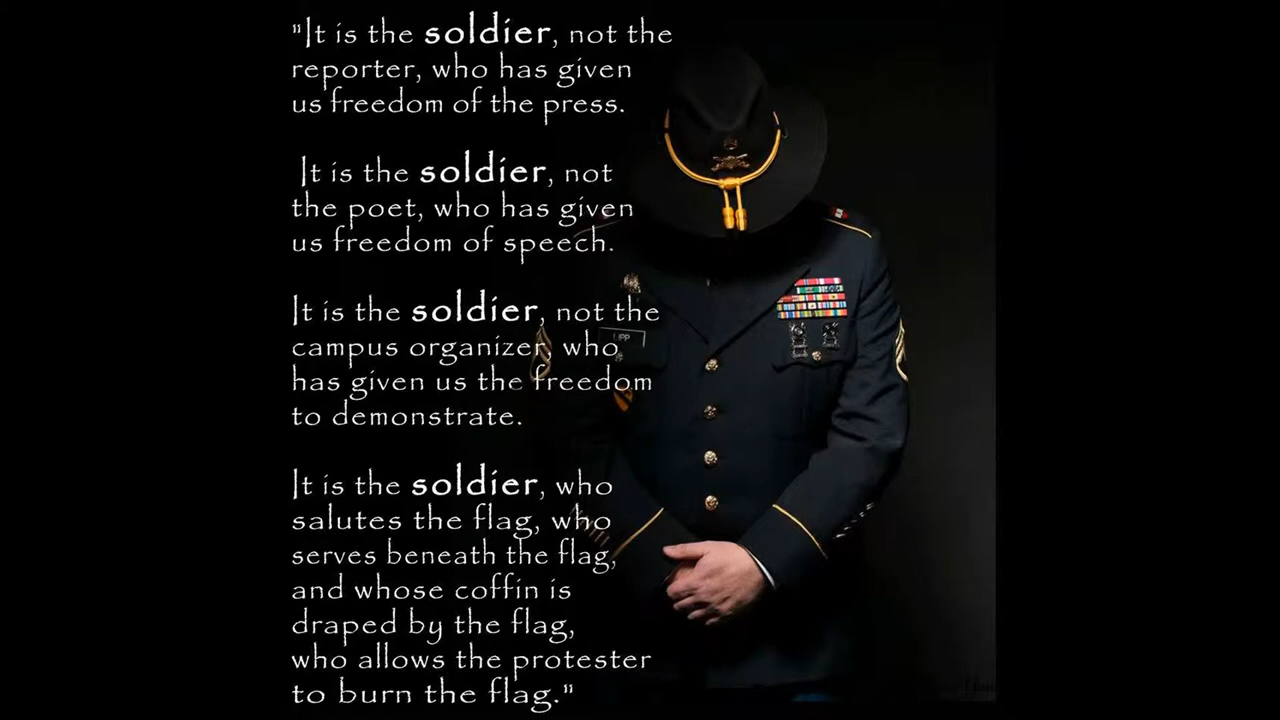 "It is the soldier, not the
reporter, who has given
us freedom of the press.
It is the soldier, not
the poet, who has given
us freedom of speech.
It is the soldier, not the
campus organizer, who
has given us the freedom
to demonstrate.
It is the soldier, who
salutes the flag, who
serves beneath the flag,
and whose coffin is
draped by the flag,
who allows the protester
to burn the flag."
LIPP